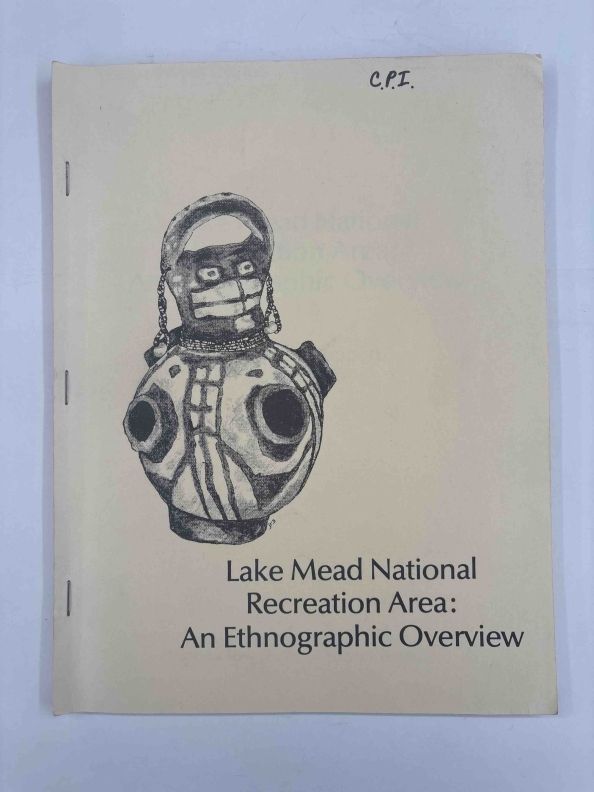 C.P.I.
Lake Mead National
Recreation Area:
An Ethnographic Overview